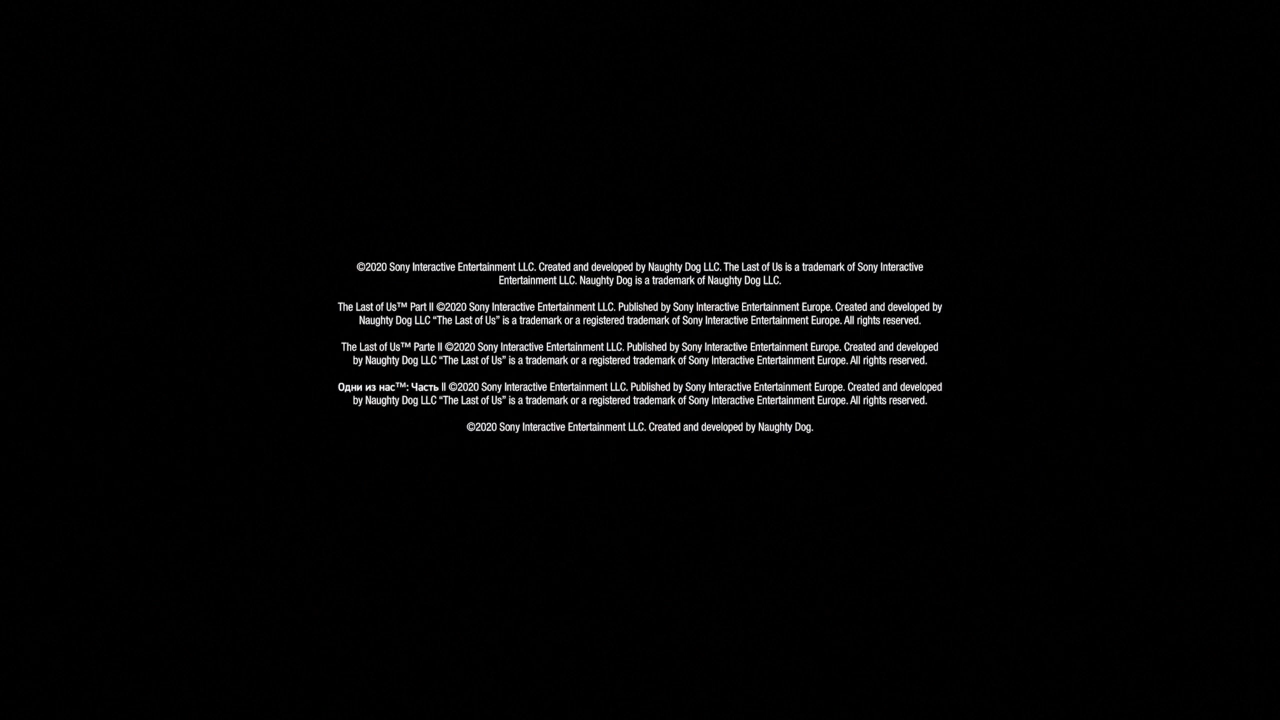 ©2020 Sony Interactive Entertainment LLC. Created and developed by Naughty Dog LLC. The Last of Us is a trademark of Sony Interactive
Entertainment LLC. Naughty Dog is a trademark of Naughty Dog LLC.
The Last of Us™ Part II ©2020 Sony Interactive Entertainment LLC. Published by Sony Interactive Entertainment Europe. Created and developed by
Naughty Dog LLC “The Last of Us” is a trademark or a registered trademark of Sony Interactive Entertainment Europe. All rights reserved.
The Last of Us™ Parte II ©2020 Sony Interactive Entertainment LLC. Published by Sony Interactive Entertainment Europe. Created and developed
by Naughty Dog LLC “The Last of Us” is a trademark or a registered trademark of Sony Interactive Entertainment Europe. All rights reserved.
Одни из нас™: Часть II ©2020 Sony Interactive Entertainment LLC. Published by Sony Interactive Entertainment Europe. Created and developed
by Naughty Dog LLC “The Last of Us” is a trademark or a registered trademark of Sony Interactive Entertainment Europe. All rights reserved.
©2020 Sony Interactive Entertainment LLC. Created and developed by Naughty Dog.